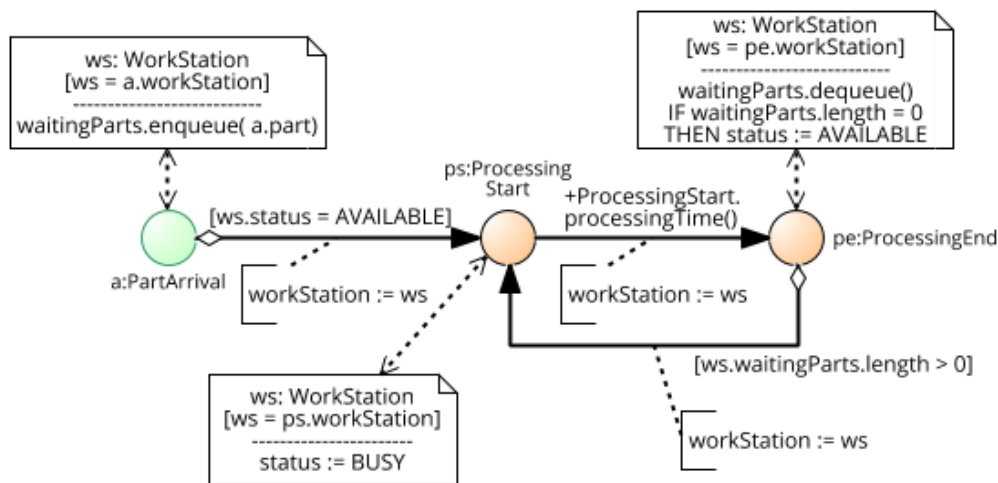 ws: WorkStation
[ws = a.workStation]
---------------------------
waitingParts.enqueue( a.part)
ws: WorkStation
[ws = pe.workStation]
---------------------------
waitingParts.dequeue()
IF waitingParts.length = 0
THEN status := AVAILABLE
ps:Processing
Start
[ws.status = AVAILABLE]
+ProcessingStart.
processingTime()
a:PartArrival
pe:ProcessingEnd
workStation := ws
workStation := ws
[ws.waitingParts.length > 0]
workStation := ws
ws: WorkStation
[ws = ps.workStation]
-----------------------
status := BUSY